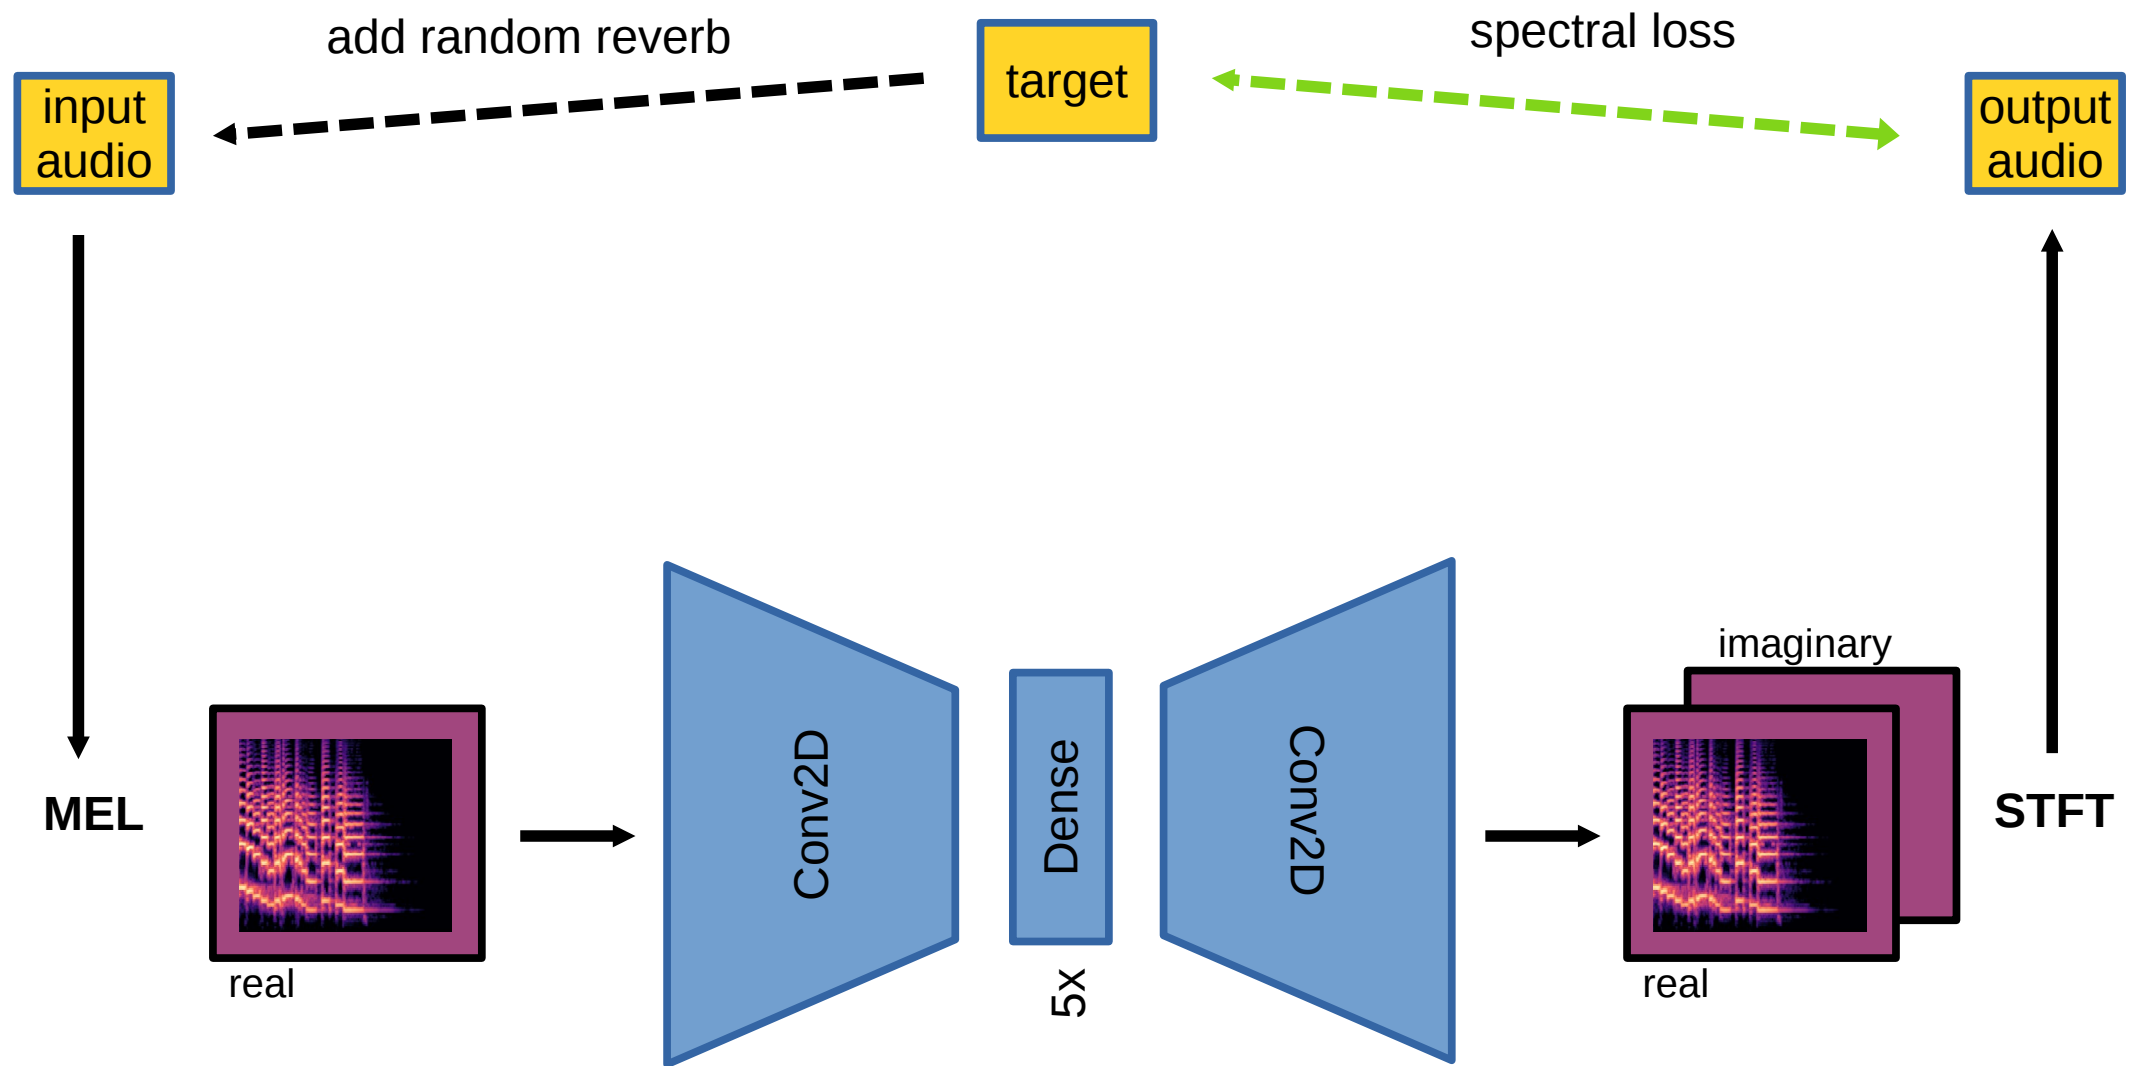 add random reverb
spectral loss
input
audio
target
output
audio
imaginary
MEL
Conv2D
Dense
Conv2D
STFT
real
5x
real